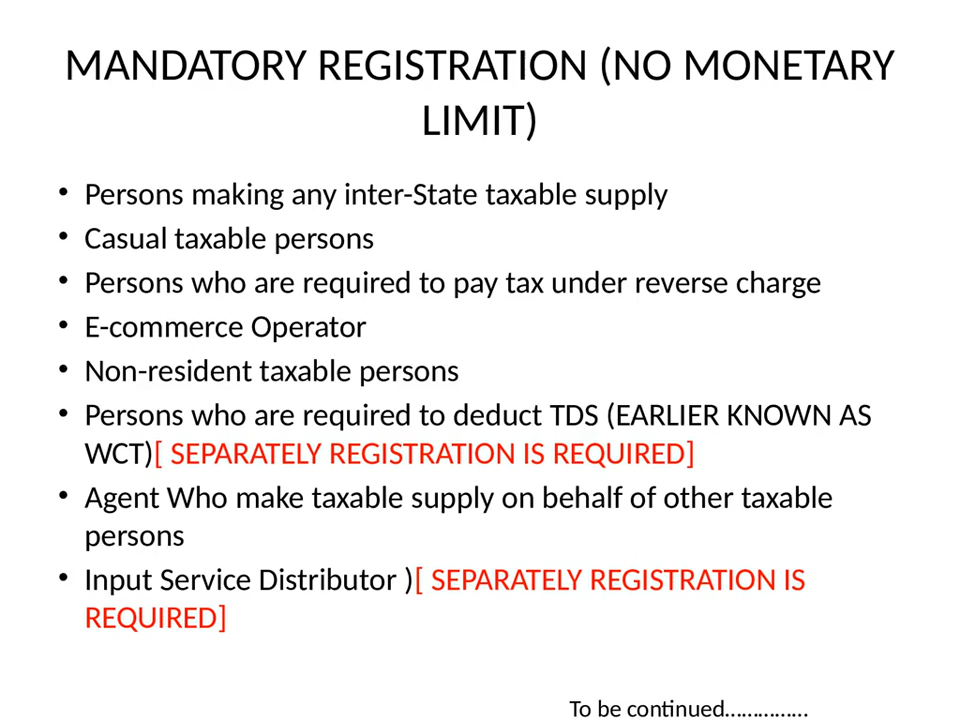 MANDATORY REGISTRATION (NO MONETARY
LIMIT)
• Persons making any inter-State taxable supply
• Casual taxable persons
• Persons who are required to pay tax under reverse charge
• E-commerce Operator
• Non-resident taxable persons
• Persons who are required to deduct TDS (EARLIER KNOWN AS
WCT)[ SEPARATELY REGISTRATION IS REQUIRED]
• Agent Who make taxable supply on behalf of other taxable
persons
• Input Service Distributor )[ SEPARATELY REGISTRATION IS
REQUIRED]
To be continued……………